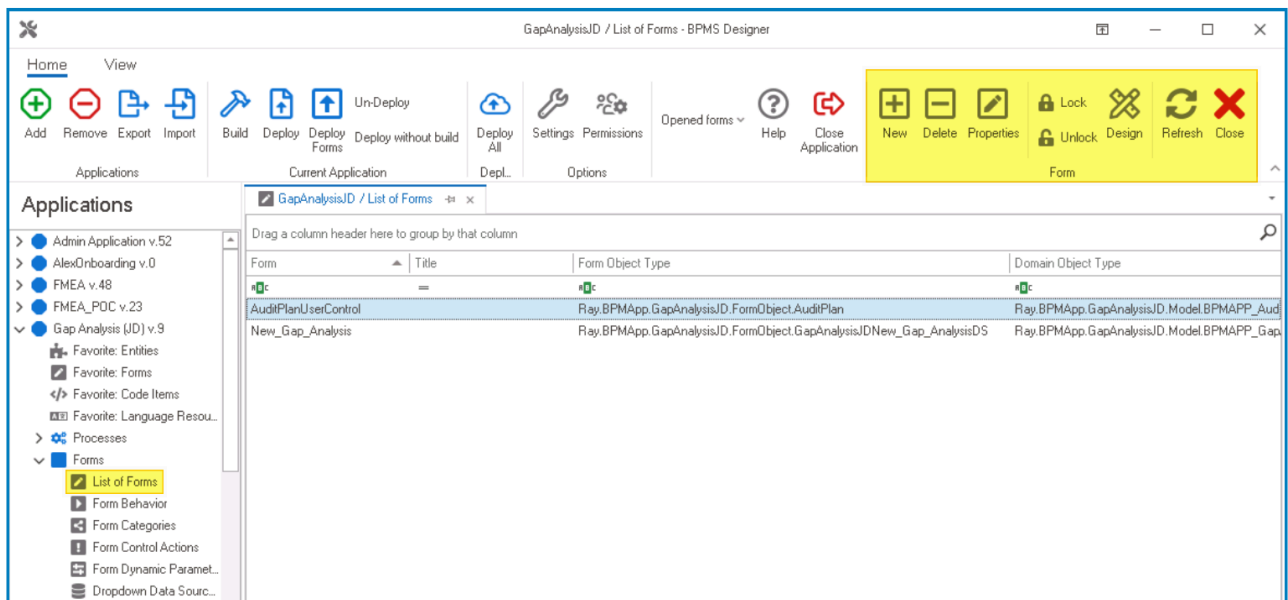 GapAnalysisJD / List of Forms - BPMS Designer
Home View
Add Remove Export Import Build Deploy Deploy Forms Un-Deploy Deploy without build Deploy All Settings Permissions Opened forms Help Close Application New Delete Properties Lock Unlock Design Refresh Close
Applications Current Application Depl... Options Form
Applications
GapAnalysisJD / List of Forms
Drag a column header here to group by that column
Form Title Form Object Type Domain Object Type
ABC = ABC ABC
AuditPlanUserControl Ray.BPMApp.GapAnalysisJD.FormObject.AuditPlan Ray.BPMApp.GapAnalysisJD.Model.BPMAPP_Aud
New_Gap_Analysis Ray.BPMApp.GapAnalysisJD.FormObject.GapAnalysisJDNew_Gap_AnalysisDS Ray.BPMApp.GapAnalysisJD.Model.BPMAPP_Gap
Admin Application v.52
AlexOnboarding v.0
FMEA v.48
FMEA_POC v.23
Gap Analysis (JD) v.9
Favorite: Entities
Favorite: Forms
</> Favorite: Code Items
Favorite: Language Resou...
Processes
Forms
List of Forms
Form Behavior
Form Categories
Form Control Actions
Form Dynamic Paramet...
Dropdown Data Sourc...